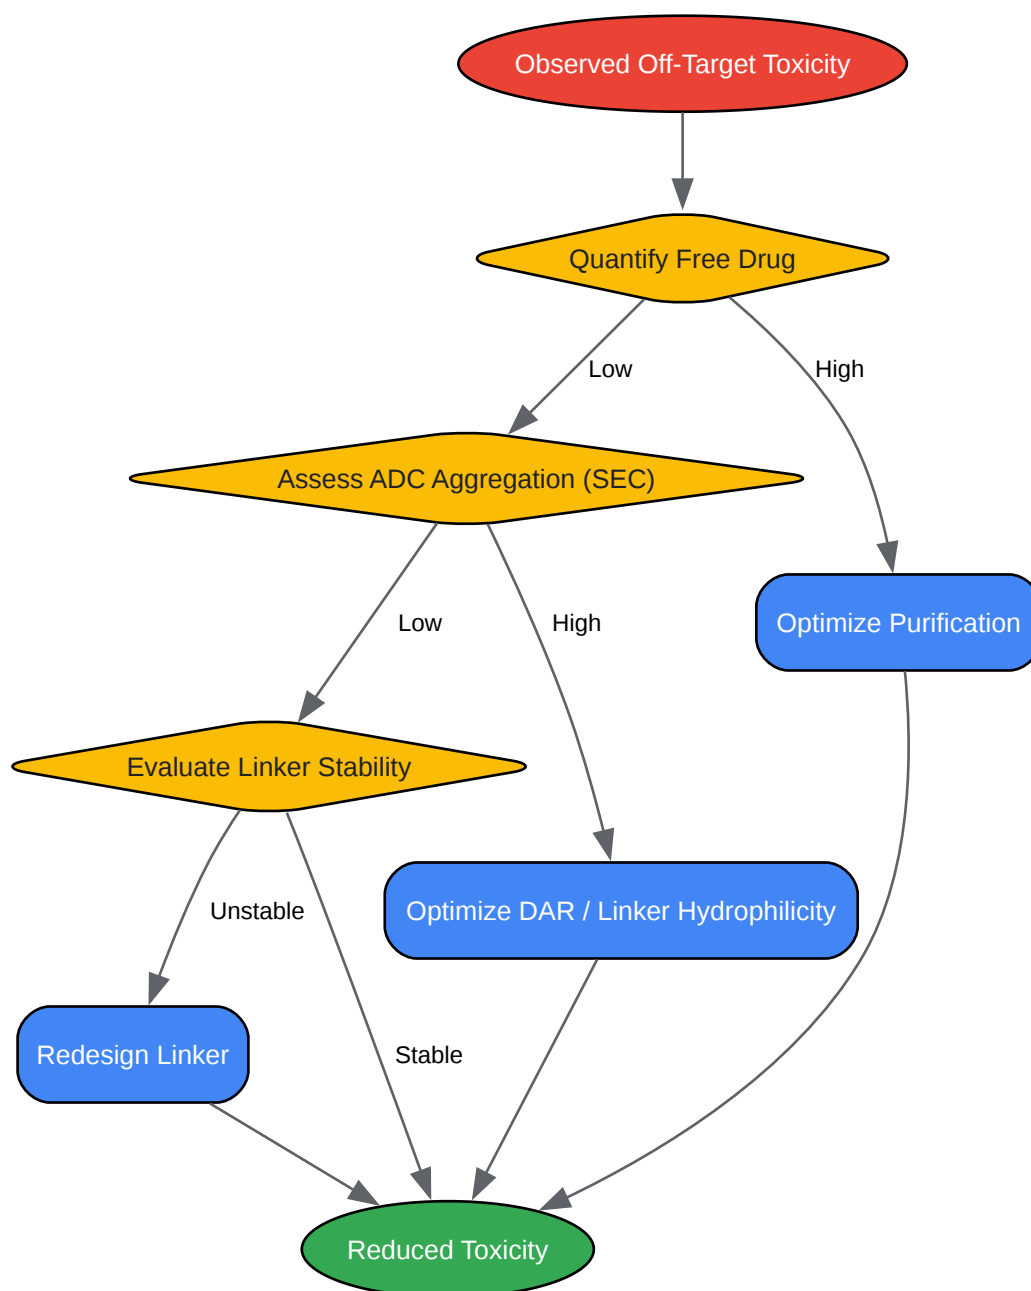 Observed Off-Target Toxicity
Quantify Free Drug
Low
High
Assess ADC Aggregation (SEC)
Low
High
Optimize Purification
Evaluate Linker Stability
Unstable
Optimize DAR / Linker Hydrophilicity
Redesign Linker
Stable
Reduced Toxicity